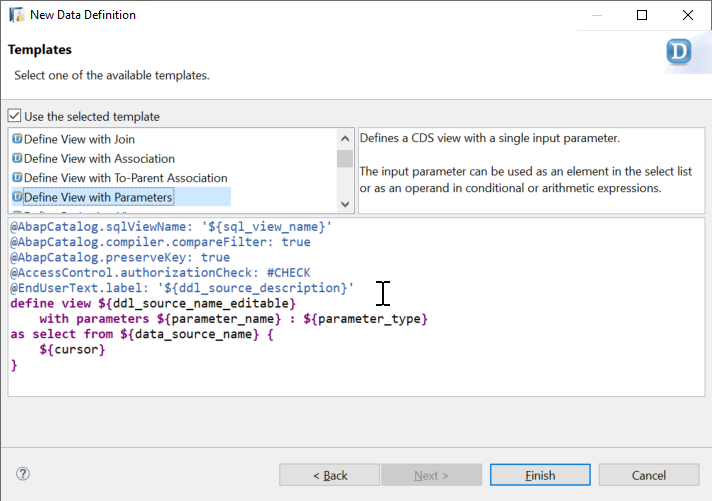 New Data Definition
Templates
Select one of the available templates.
D
Use the selected template
Define View with Join
Define View with Association
Define View with To-Parent Association
Define View with Parameters
Defines a CDS view with a single input parameter.
The input parameter can be used as an element in the select list
or as an operand in conditional or arithmetic expressions.
@AbapCatalog.sqlViewName: '${sql_view_name}'
@AbapCatalog.compiler.compareFilter: true
@AbapCatalog.preserveKey: true
@AccessControl.authorizationCheck: #CHECK
@EndUserText.label: '${ddl_source_description}'
define view ${ddl_source_name_editable}
    with parameters ${parameter_name} : ${parameter_type}
as select from ${data_source_name} {
    ${cursor}
}
?
< Back
Next >
Finish
Cancel